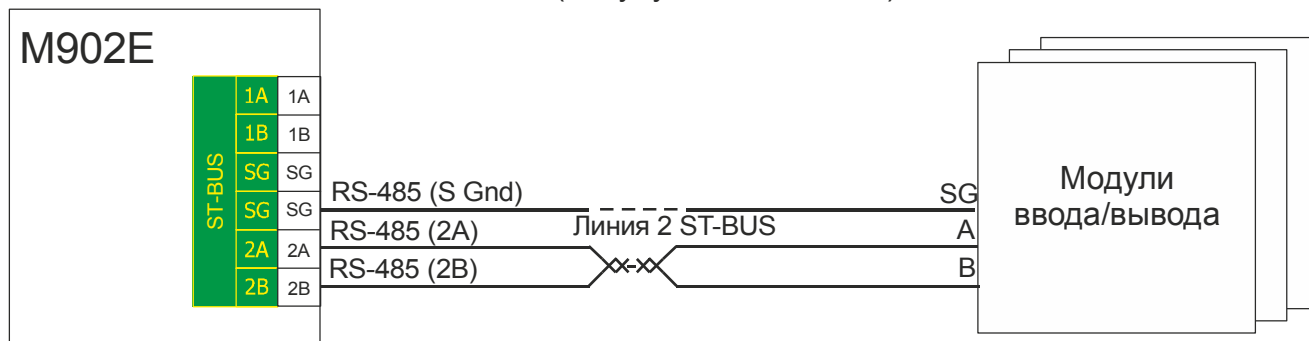 M902E
ST-BUS
1A 1A
1B 1B
SG SG
SG SG
2A 2A
2B 2B
RS-485 (S Gnd)
RS-485 (2A)
RS-485 (2B)
Линия 2 ST-BUS
SG
A
B
Модули
ввода/вывода